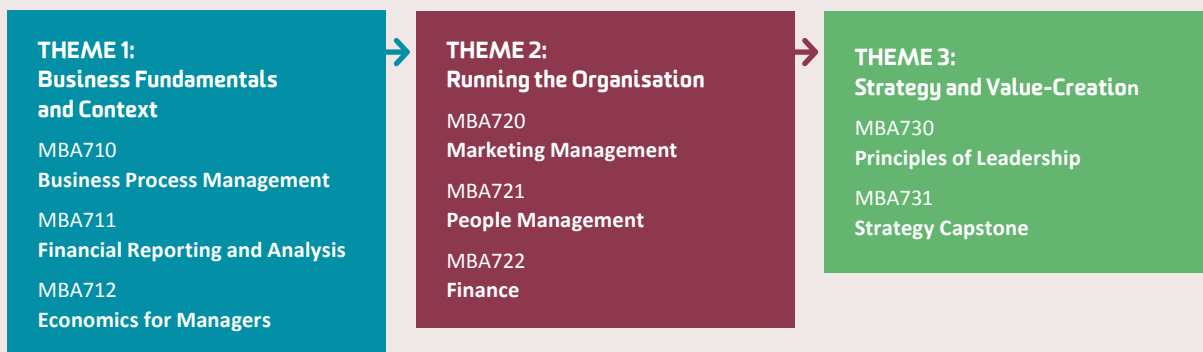 THEME 1:
Business Fundamentals
and Context
MBA710
Business Process Management
MBA711
Financial Reporting and Analysis
MBA712
Economics for Managers
THEME 2:
Running the Organisation
MBA720
Marketing Management
MBA721
People Management
MBA722
Finance
THEME 3:
Strategy and Value-Creation
MBA730
Principles of Leadership
MBA731
Strategy Capstone